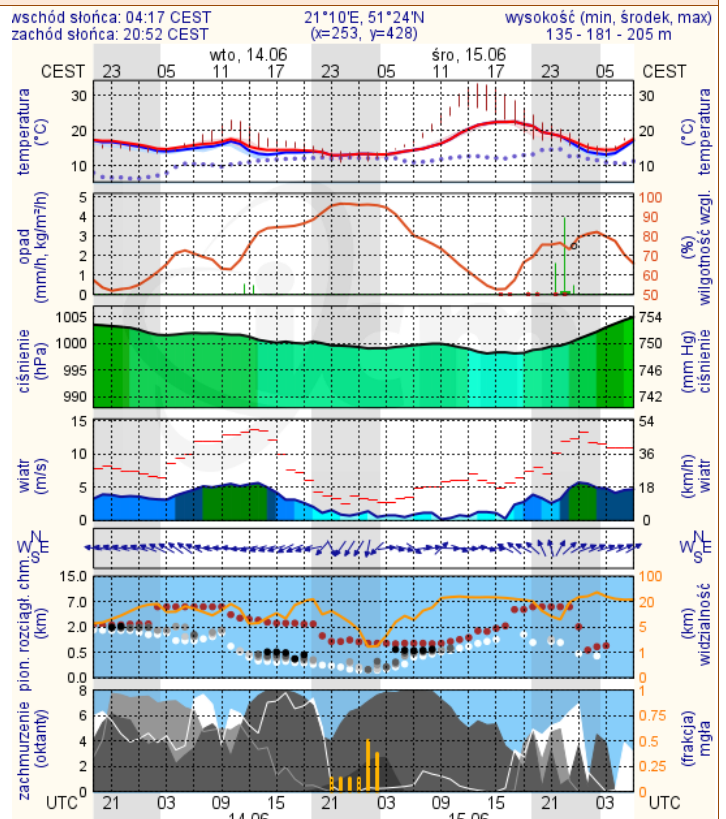 wschód słońca: 04:17 CEST 21°10'E, 51°24'N wysokość (min, środek, max)
zachód słońca: 20:52 CEST (x=253, y=428) 135 - 181 - 205 m
wto, 14.06 śro, 15.06
CEST 23 05 11 17 23 05 11 17 23 05 CEST
temperatura
(°C)
30
20
10
30
20
10
(°C)
temperatura
opad
(mm/h, kg/m²/h)
5
4
3
2
1
0
100
90
80
70
60
50
(%)
wilgotność wzgl.
ciśnienie
(hPa)
1005
1000
995
990
754
750
746
742
(mm Hg)
ciśnienie
wiatr
(m/s)
15
10
5
0
54
36
18
0
(km/h)
wiatr
N
W E
S
N
W E
S
pion. rozciągł. chm.
(km)
15.0
7.0
2.0
0.5
0.0
100
20
5
1
0
(km)
widzialność
zachmurzenie
(oktanty)
8
6
4
2
0
1
0.75
0.5
0.25
0
(frakcja)
mgła
UTC 21 03 09 15 21 03 09 15 21 03 UTC
14.06 15.06